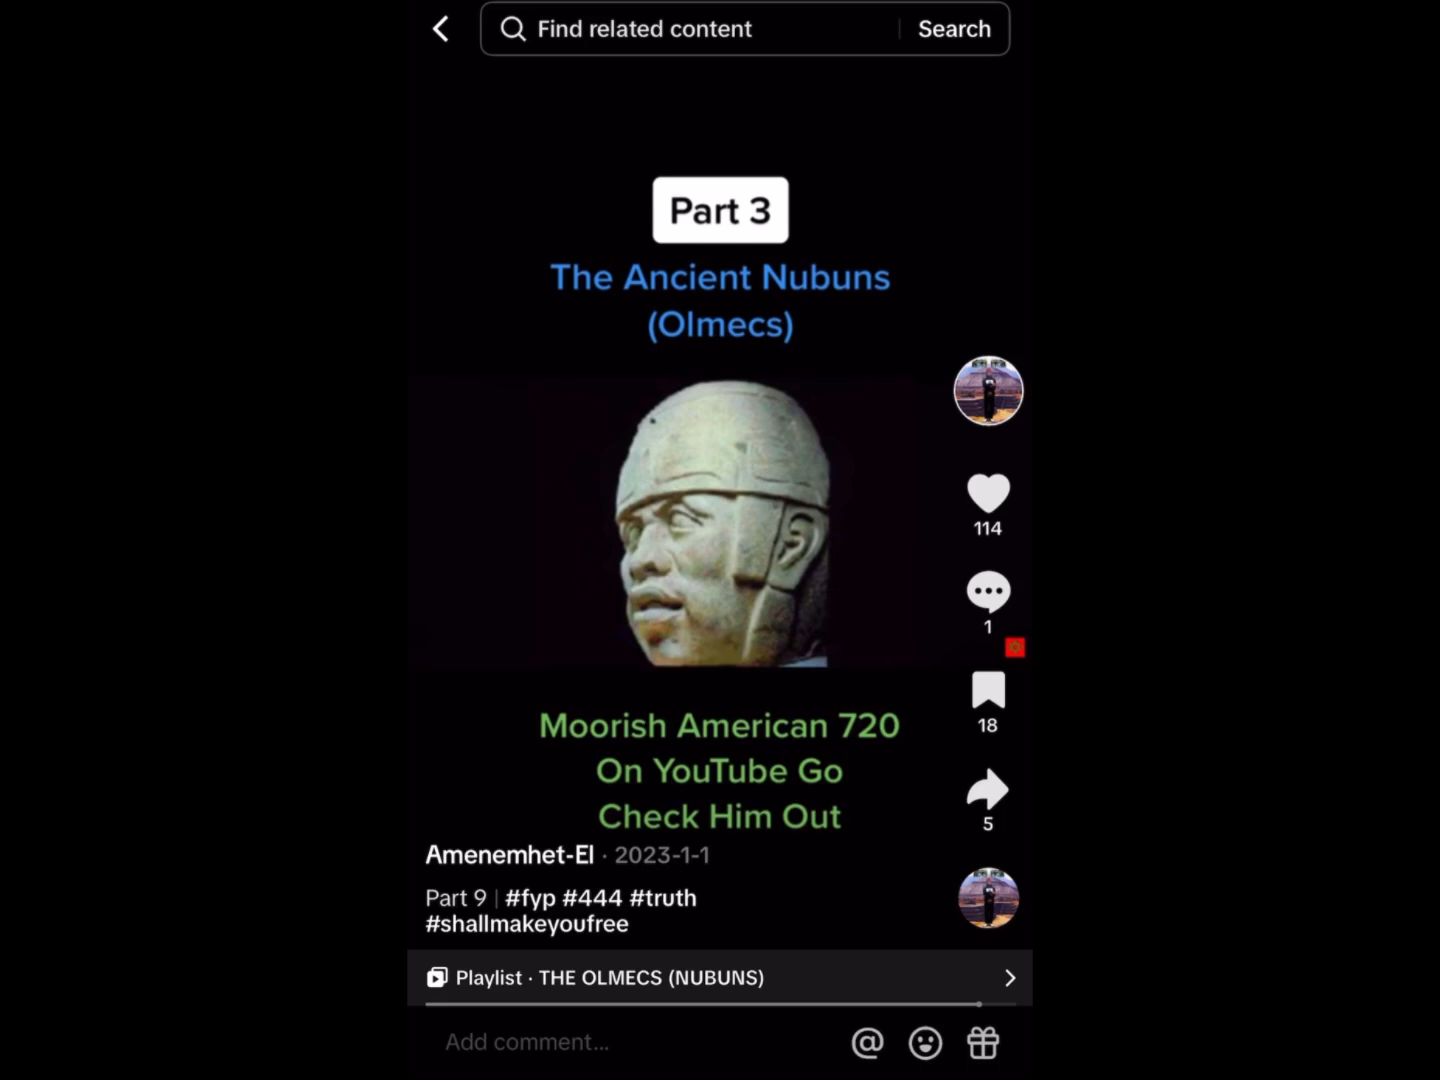 Find related content
Search
Part 3
The Ancient Nubuns
(Olmecs)
114
1
18
Moorish American 720
On YouTube Go
Check Him Out
5
Amenemhet-El · 2023-1-1
Part 9 | #fyp #444 #truth
#shallmakeyoufree
Playlist · THE OLMECS (NUBUNS)
Add comment...
@